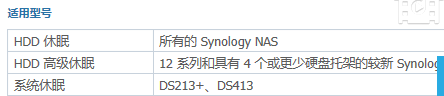 适用型号
HDD 休眠 所有的 Synology NAS
HDD 高级休眠 12 系列和具有 4 个或更少硬盘托架的较新
系统休眠 DS213+、DS413